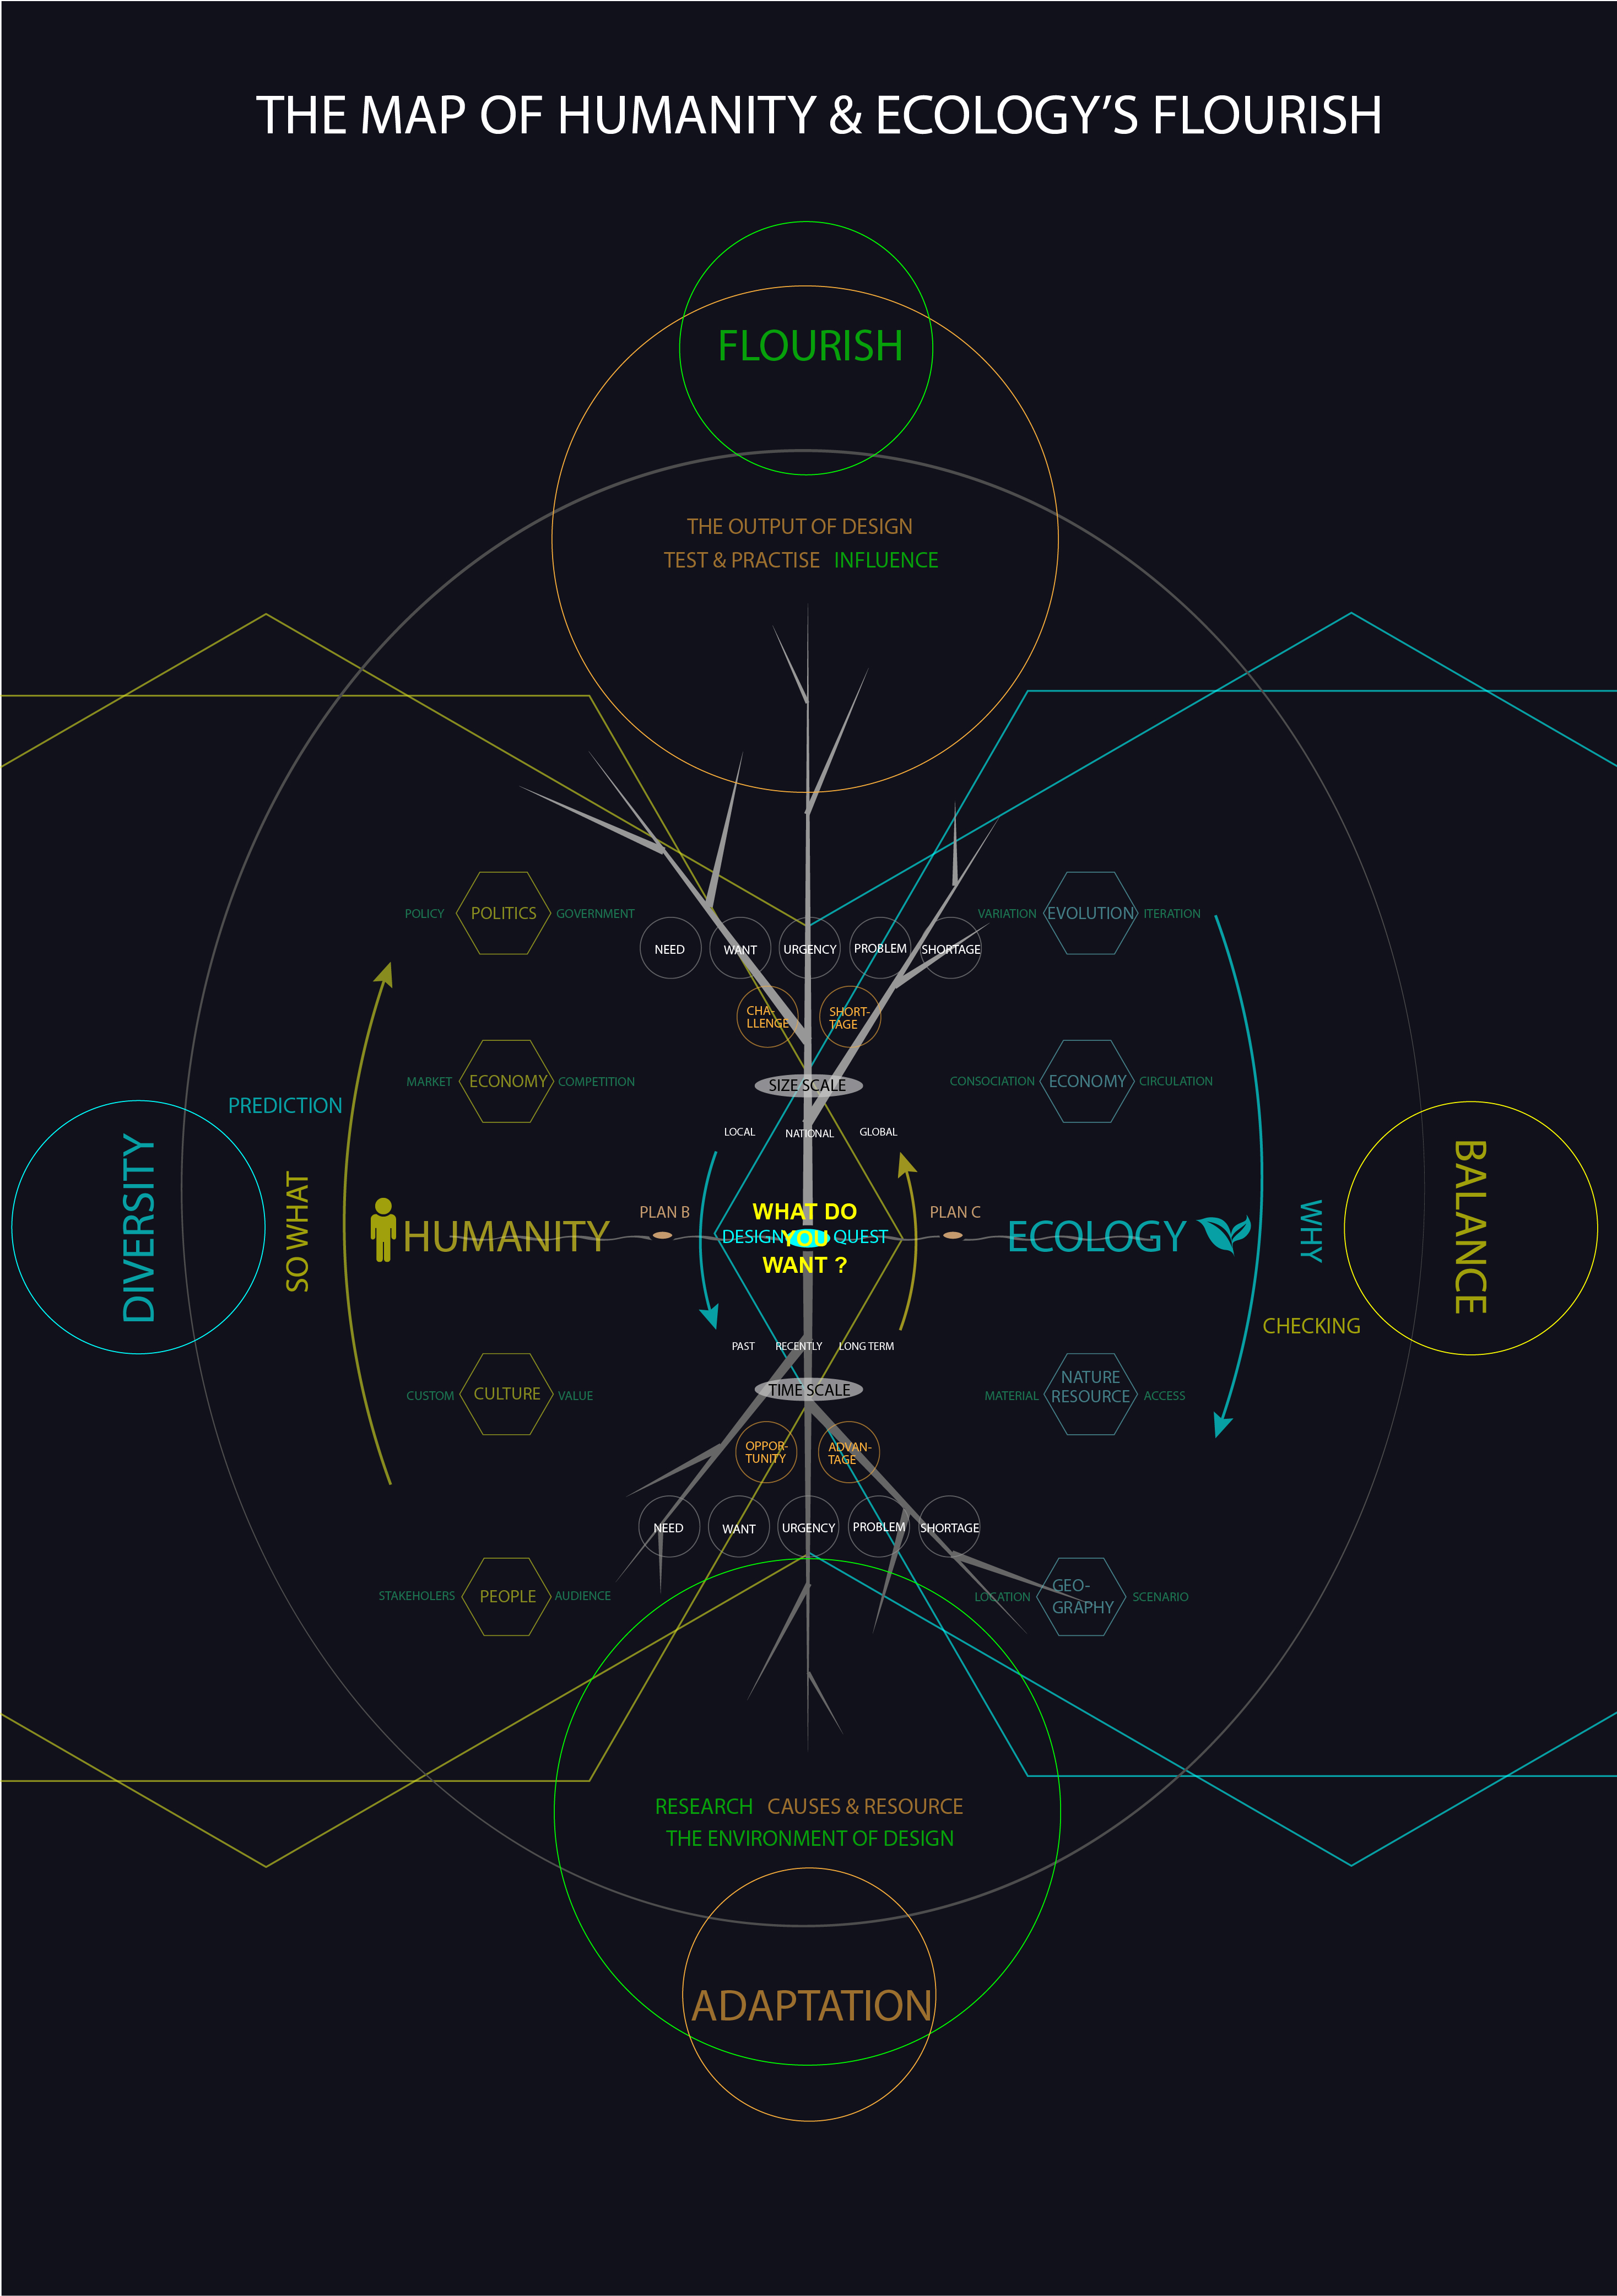 THE MAP OF HUMANITY & ECOLOGY'S FLOURISH
FLOURISH
THE OUTPUT OF DESIGN
TEST & PRACTISE INFLUENCE
POLICY POLITICS GOVERNMENT
VARIATION EVOLUTION ITERATION
NEED WANT URGENCY PROBLEM SHORTAGE
CHA-
LLENGE
SHORT-
TAGE
MARKET ECONOMY COMPETITION
SIZE SCALE
CONSOCIATION ECONOMY CIRCULATION
PREDICTION
LOCAL NATIONAL GLOBAL
DIVERSITY
SO WHAT
HUMANITY
PLAN B
WHAT DO
YOU
WANT ?
DESIGN QUEST
PLAN C
ECOLOGY
WHY
BALANCE
CHECKING
PAST RECENTLY LONG TERM
TIME SCALE
CUSTOM CULTURE VALUE
MATERIAL
NATURE
RESOURCE
ACCESS
OPPOR-
TUNITY
ADVAN-
TAGE
NEED WANT URGENCY PROBLEM SHORTAGE
STAKEHOLERS PEOPLE AUDIENCE
LOCATION
GEO-
GRAPHY
SCENARIO
RESEARCH CAUSES & RESOURCE
THE ENVIRONMENT OF DESIGN
ADAPTATION